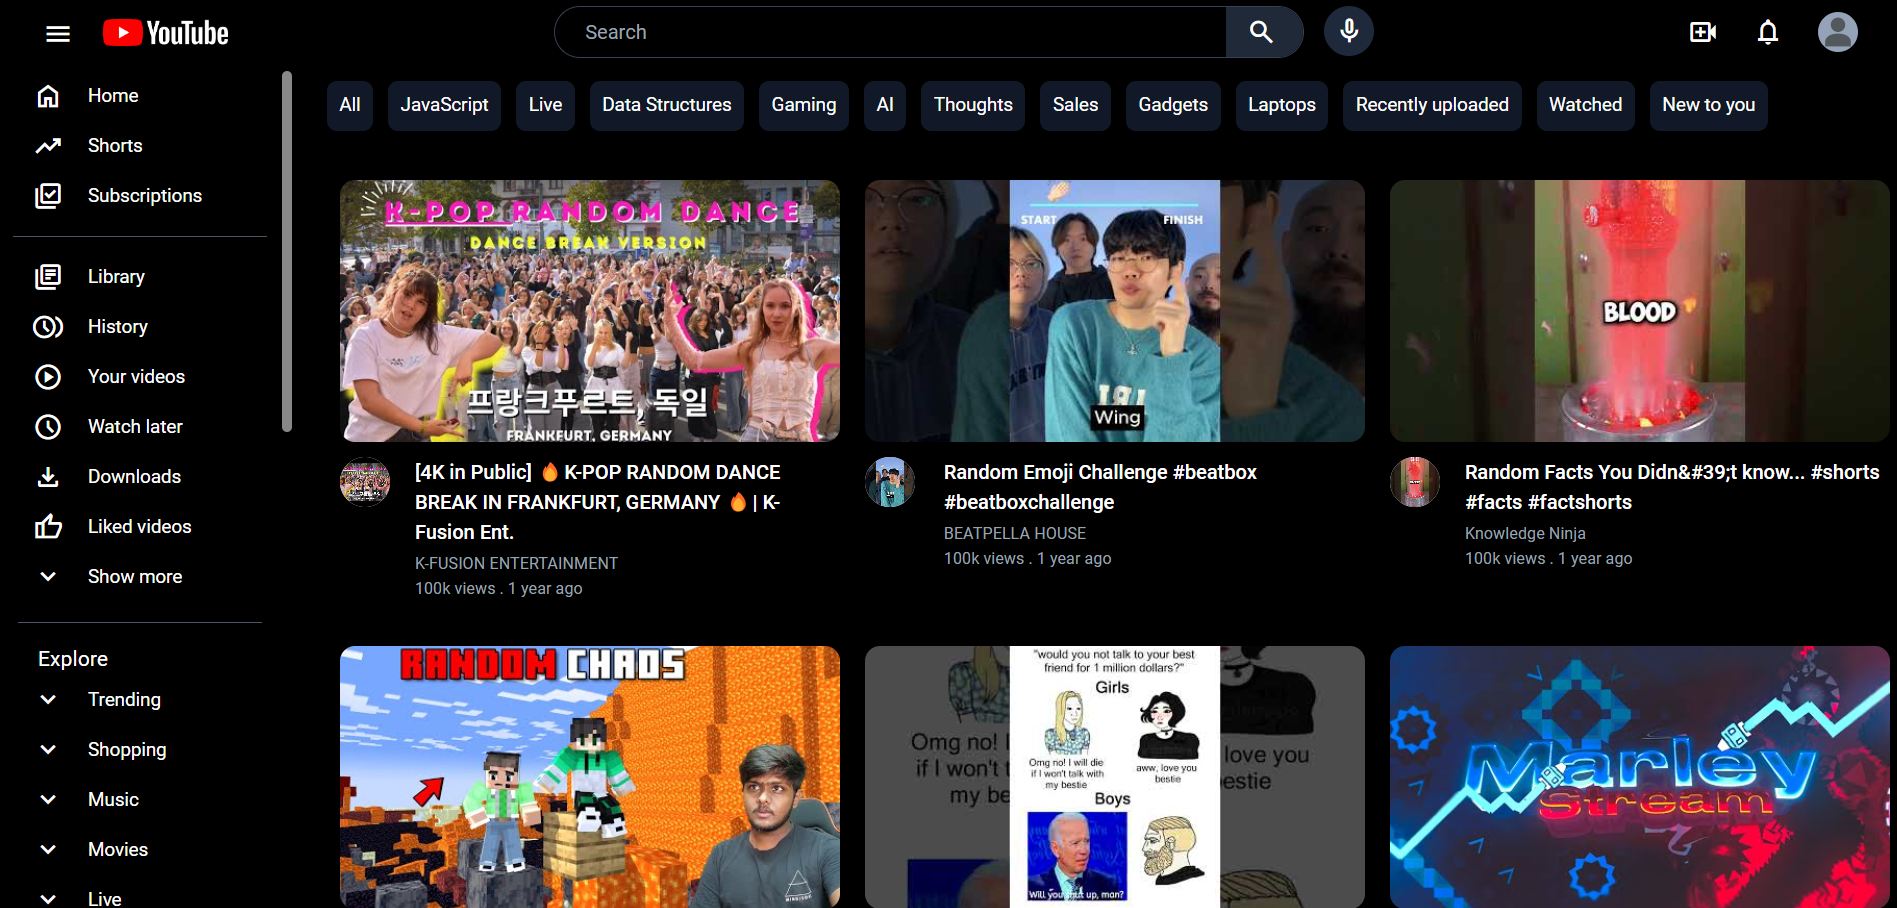 YouTube
Search
Home
Shorts
Subscriptions
Library
History
Your videos
Watch later
Downloads
Liked videos
Show more
Explore
Trending
Shopping
Music
Movies
Live
All JavaScript Live Data Structures Gaming AI Thoughts Sales Gadgets Laptops Recently uploaded Watched New to you
K-POP RANDOM DANCE
DANCE BREAK VERSION
프랑크푸르트, 독일
FRANKFURT, GERMANY
[4K in Public] 🔥 K-POP RANDOM DANCE
BREAK IN FRANKFURT, GERMANY 🔥 | K-
Fusion Ent.
K-FUSION ENTERTAINMENT
100k views . 1 year ago
START FINISH
Wing
Random Emoji Challenge #beatbox
#beatboxchallenge
BEATPELLA HOUSE
100k views . 1 year ago
BLOOD
Random Facts You Didn&#39;t know... #shorts
#facts #factshorts
Knowledge Ninja
100k views . 1 year ago
RANDOM CHAOS
"would you not talk to your best
friend for 1 million dollars?"
Girls
Omg no! I will die
if I won't talk with
my bestie
aww, love you
bestie
Boys
Will you shut up, man?
Omg no! I
if I won't t
my be
love you
estie
Marley
Stream